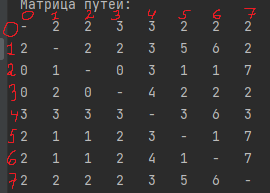 Матрица путей:
0 1 2 3 4 5 6 7
0 - 2 2 3 3 2 2 2
1 2 - 2 2 3 5 6 2
2 0 1 - 0 3 1 1 7
3 0 2 0 - 4 2 2 2
4 3 3 3 3 - 3 6 3
5 2 1 1 2 3 - 1 7
6 2 1 1 2 4 1 - 7
7 2 2 2 2 3 5 6 -